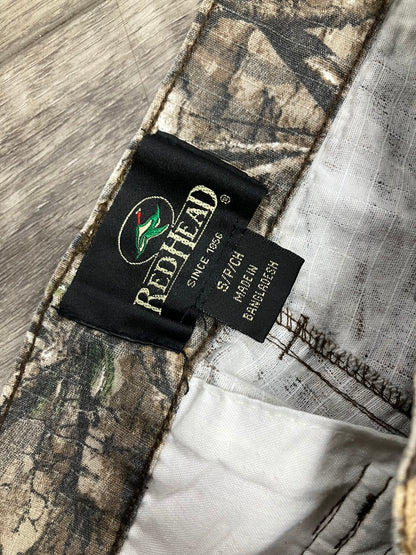 REDHEAD®
SINCE 1856
S/P/CH
MADE IN
BANGLADESH